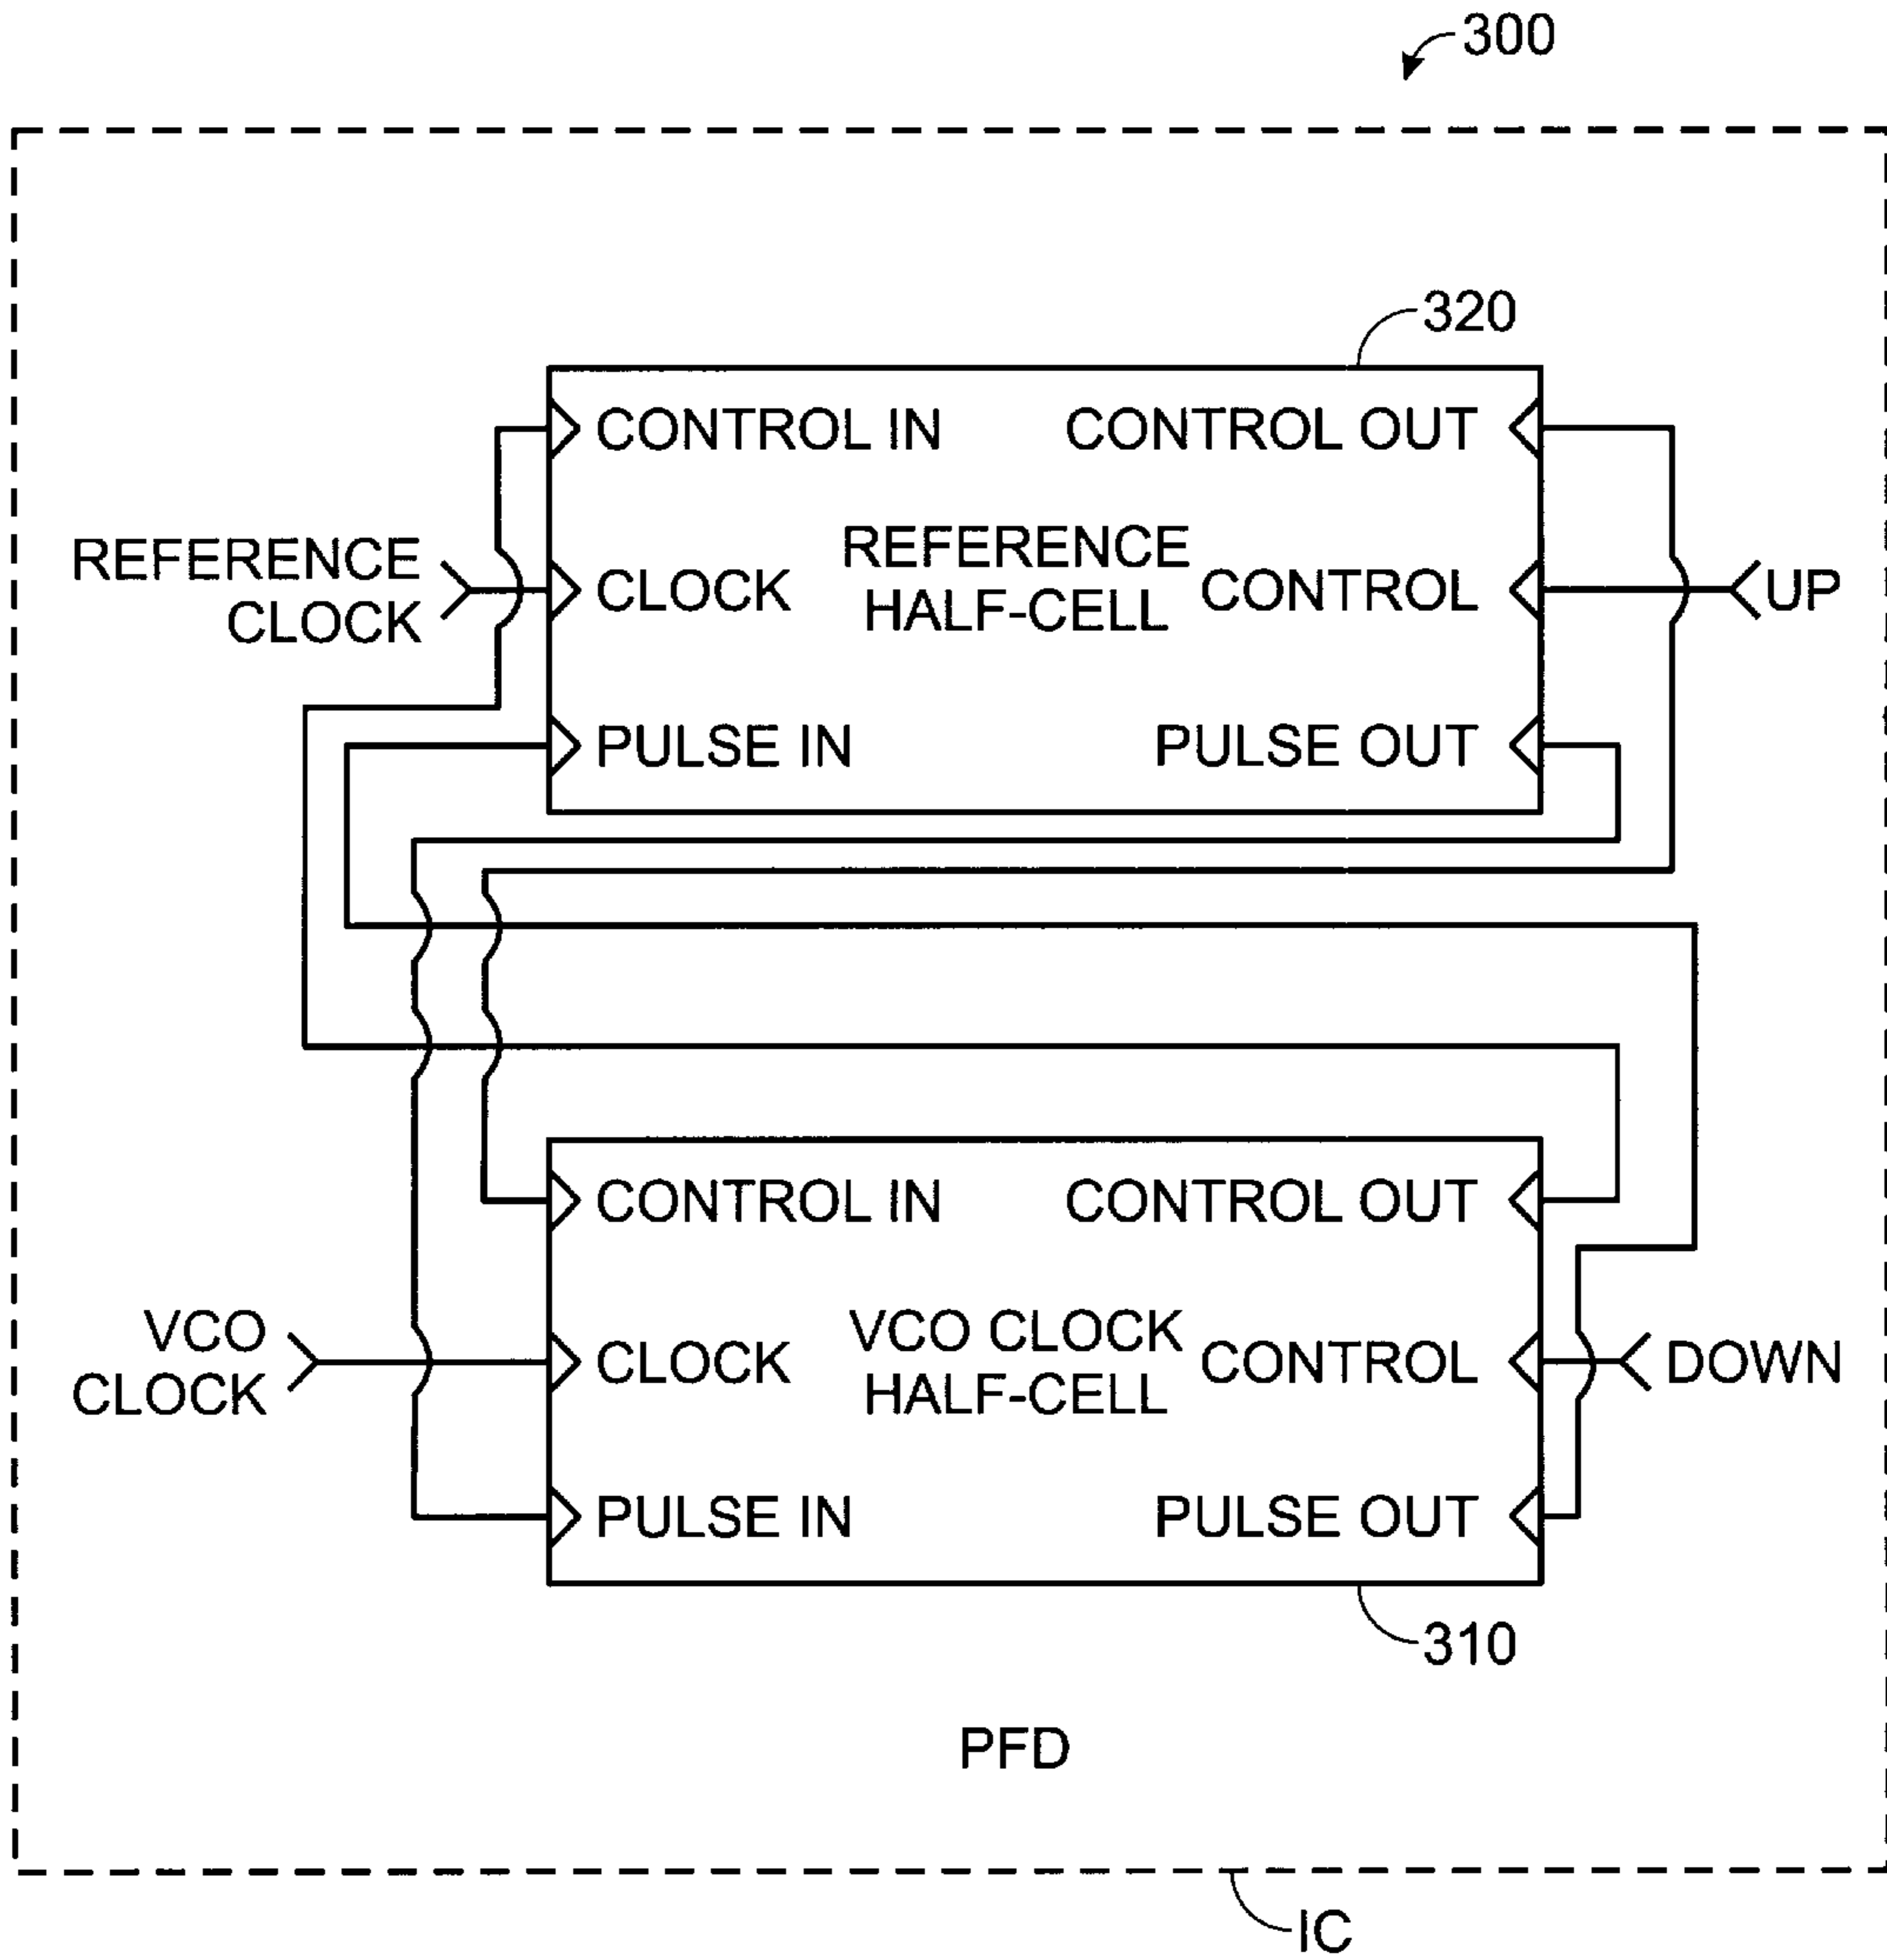 300
320
CONTROL IN
CONTROL OUT
REFERENCE
CLOCK
CLOCK
REFERENCE
HALF-CELL
CONTROL
UP
PULSE IN
PULSE OUT
CONTROL IN
CONTROL OUT
VCO
CLOCK
CLOCK
VCO CLOCK
HALF-CELL
CONTROL
DOWN
PULSE IN
PULSE OUT
310
PFD
IC